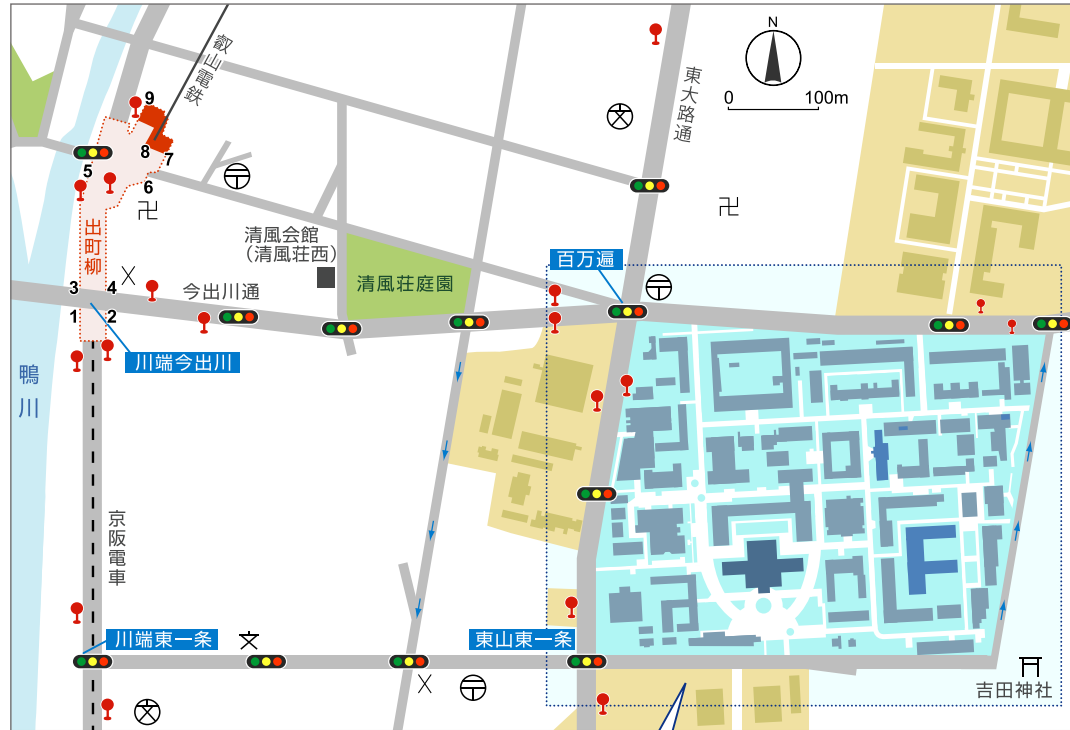 N
0 100m
叡山電鉄
東大路通
9
8
7
5
6
出町柳
清風会館
（清風荘西）
百万遍
清風荘庭園
3
4
今出川通
1
2
川端今出川
鴨川
京阪電車
川端東一条
東山東一条
吉田神社